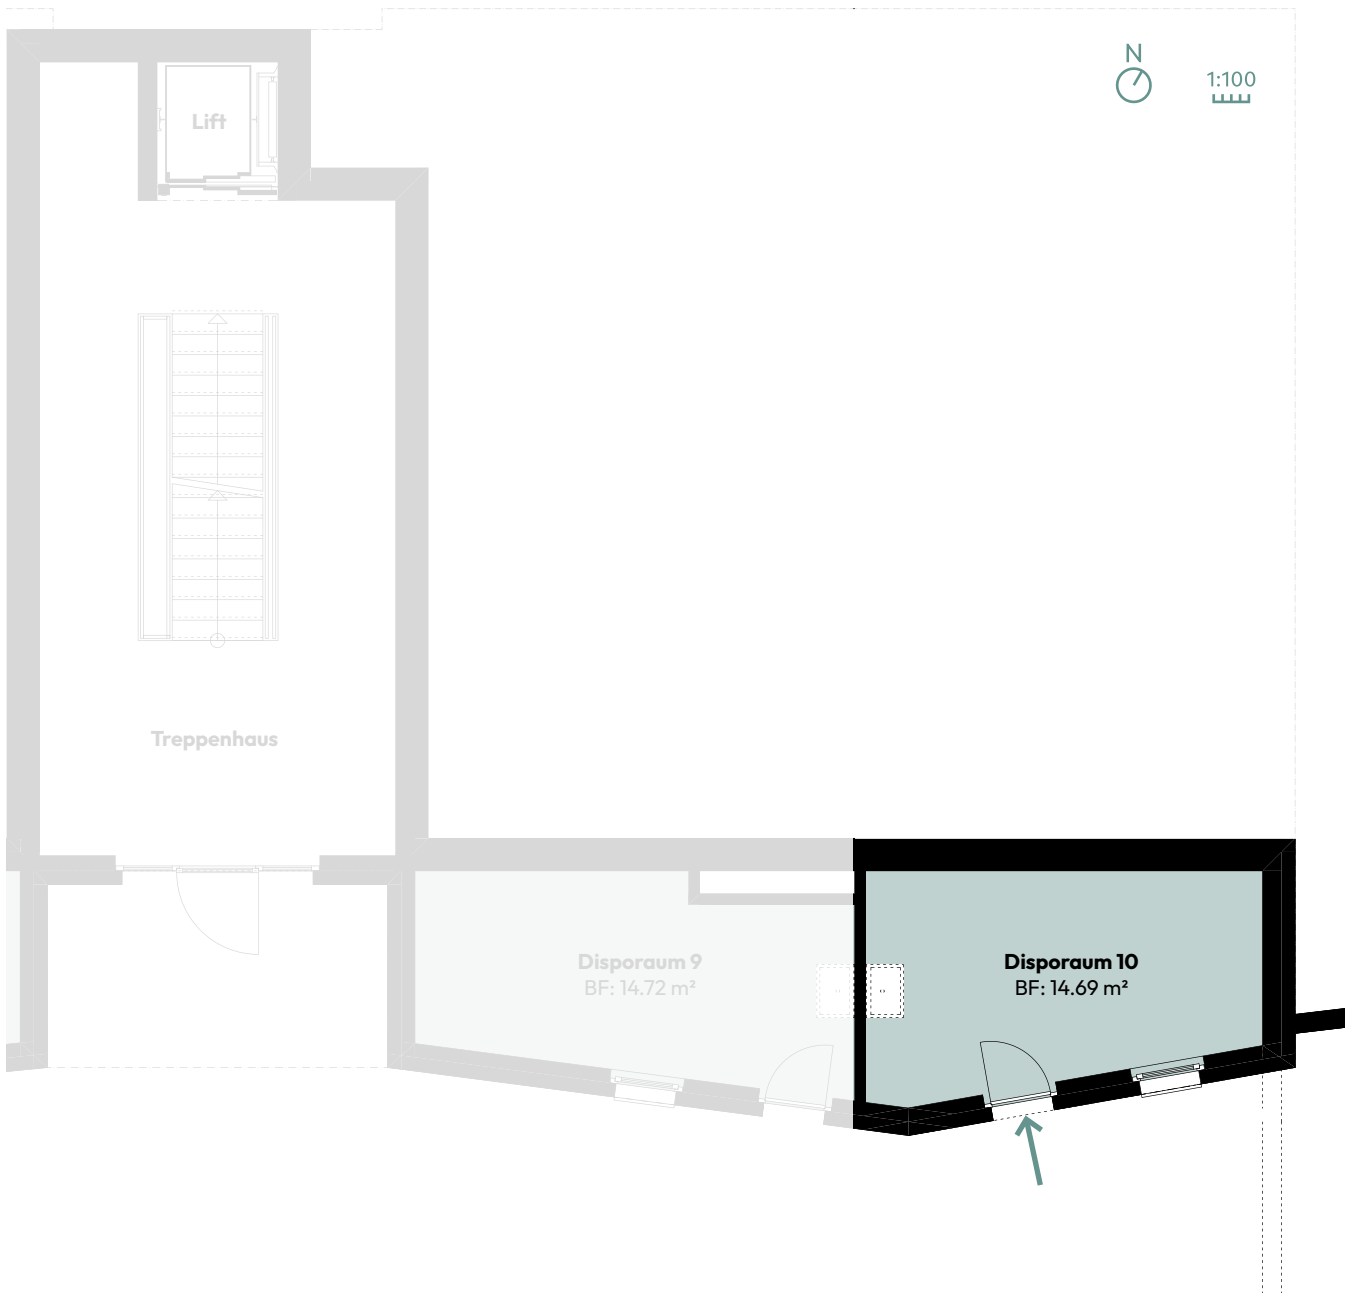 N
1:100
Lift
Treppenhaus
Disporaum 9
BF: 14.72 m²
Disporaum 10
BF: 14.69 m²